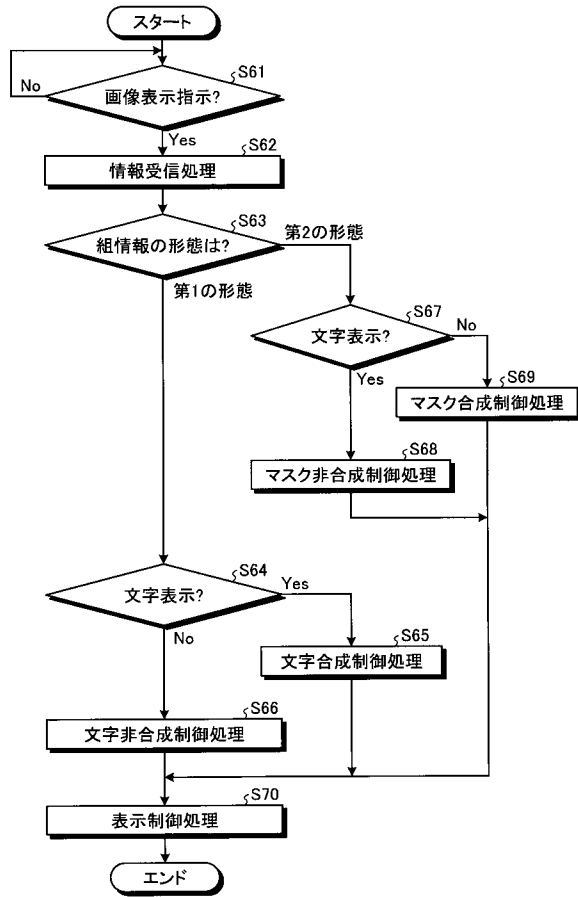 スタート
S61
画像表示指示?
No
Yes
S62
情報受信処理
S63
組情報の形態は?
第2の形態
第1の形態
S67
文字表示?
No
Yes
S69
マスク合成制御処理
S68
マスク非合成制御処理
S64
文字表示?
Yes
No
S65
文字合成制御処理
S66
文字非合成制御処理
S70
表示制御処理
エンド